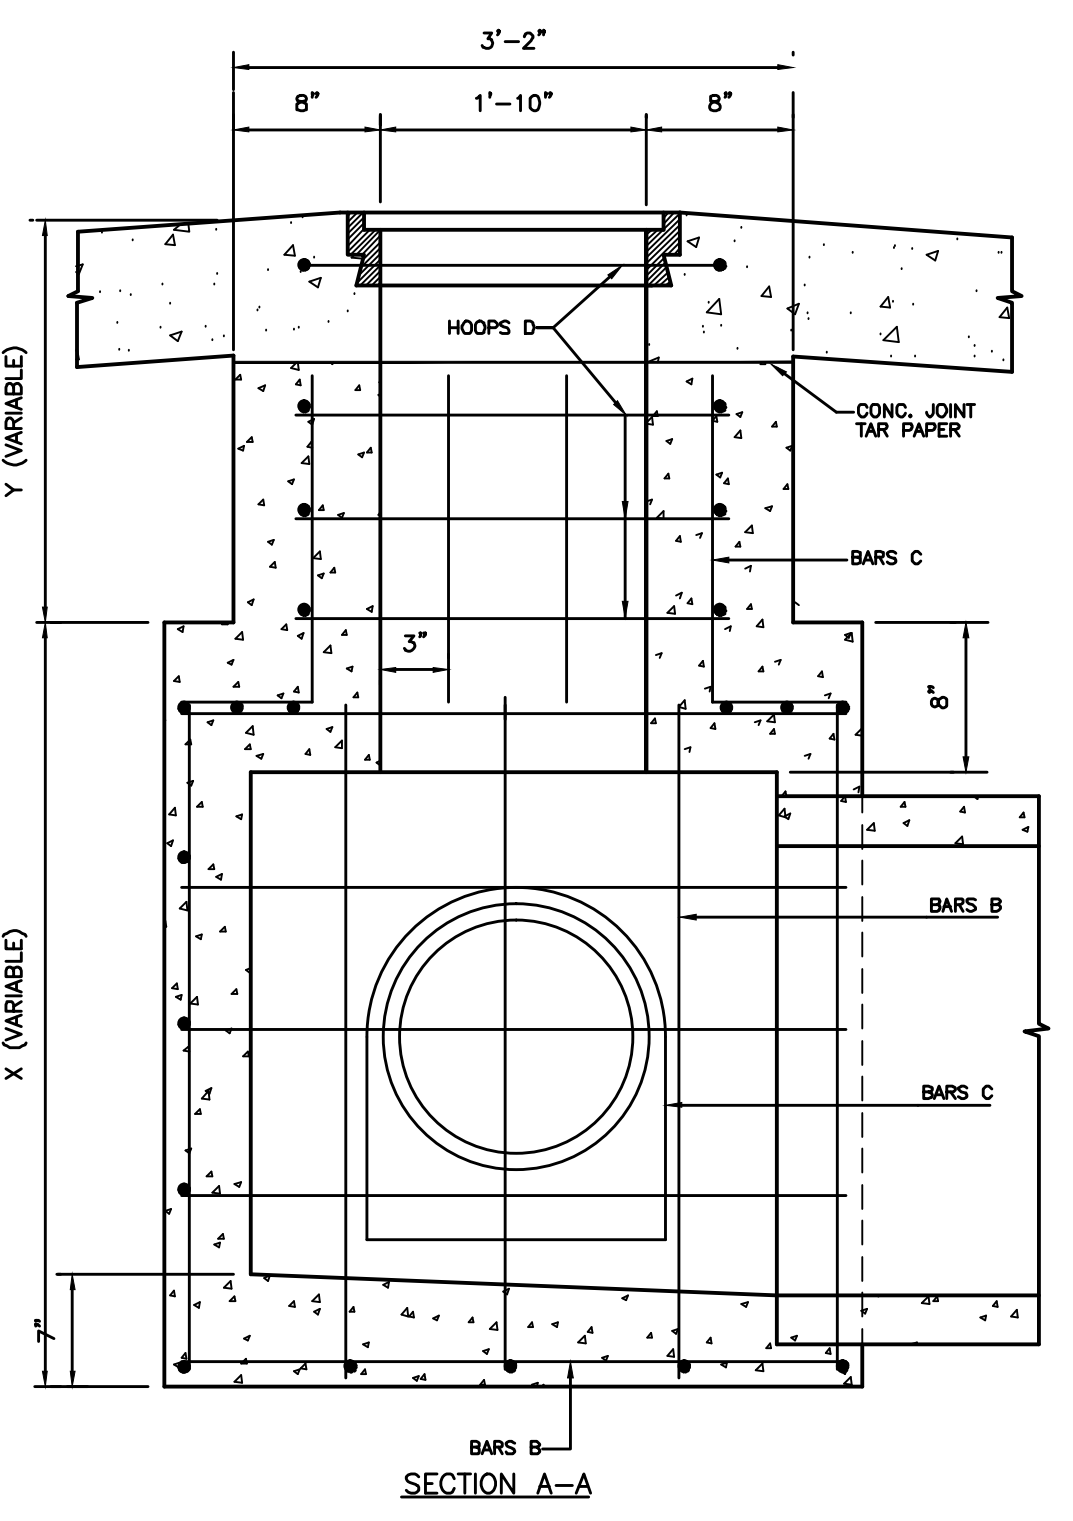 3'-2"
8"
1'-10"
8"
HOOPS D
CONC. JOINT
TAR PAPER
Y (VARIABLE)
BARS C
3"
8"
BARS B
X (VARIABLE)
BARS C
7"
BARS B
SECTION A-A